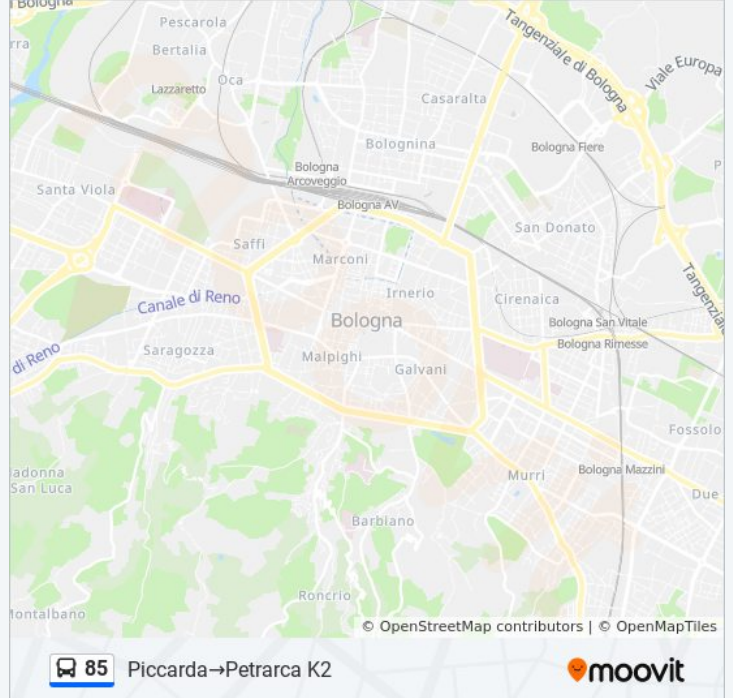 Bologna
Pescarola
Tangenziale di Bologna
rra
Bertalia
Viale Europa
Oca
Lazzaretto
Casaralta
Bolognina
Bologna Fiere
Bologna
Arcoveggio
P
Santa Viola
Bologna AV
San Donato
Saffi
Marconi
Tangenziale
Irnerio
Cirenaica
Canale di Reno
Bologna
Bologna San Vitale
Bologna Rimesse
di Reno
Saragozza
Malpighi
Galvani
Fossolo
adonna
San Luca
Murri
Bologna Mazzini
Due
Barbiano
Roncrio
Montalbano
© OpenStreetMap contributors | © OpenMapTiles
85 Piccarda→Petrarca K2
moovit